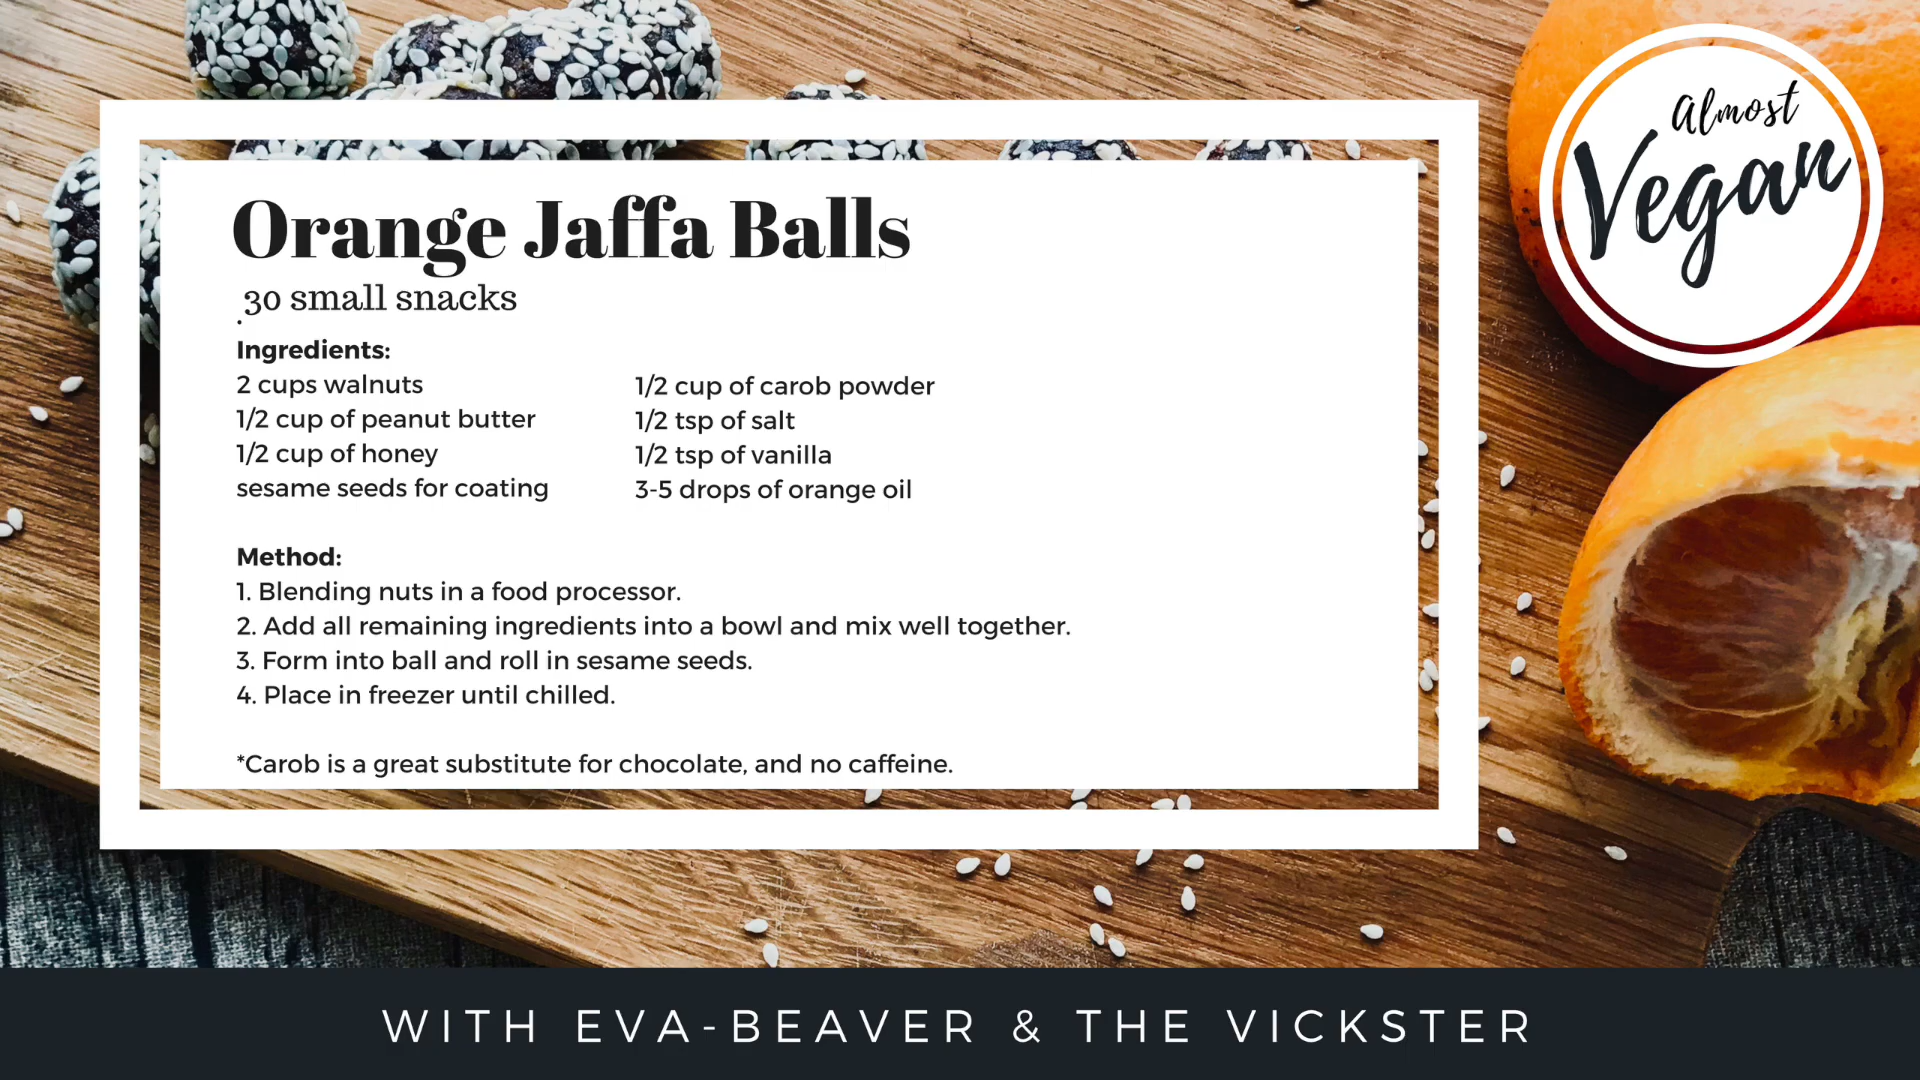 Almost
Vegan
Orange Jaffa Balls
30 small snacks
.
Ingredients:
2 cups walnuts
1/2 cup of peanut butter
1/2 cup of honey
sesame seeds for coating
1/2 cup of carob powder
1/2 tsp of salt
1/2 tsp of vanilla
3-5 drops of orange oil
Method:
1. Blending nuts in a food processor.
2. Add all remaining ingredients into a bowl and mix well together.
3. Form into ball and roll in sesame seeds.
4. Place in freezer until chilled.
*Carob is a great substitute for chocolate, and no caffeine.
WITH EVA-BEAVER & THE VICKSTER